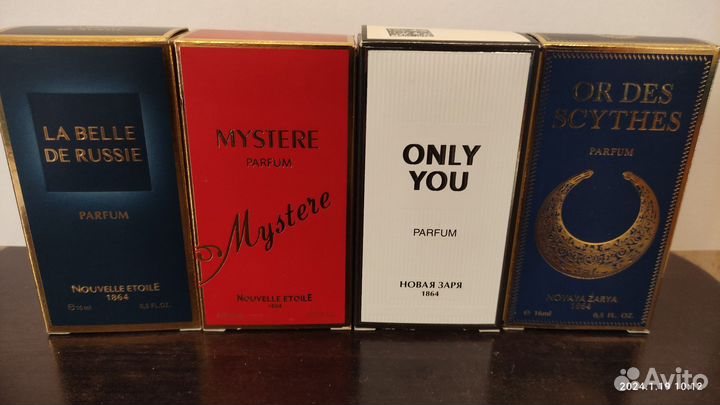 LA BELLE
DE RUSSIE
PARFUM
NOUVELLE ETOILE
1864
℮16 ml 0,5 FL.OZ.
MYSTERE
PARFUM
Mystere
NOUVELLE ETOILE
1864
ONLY
YOU
PARFUM
НОВАЯ ЗАРЯ
1864
OR DES
SCYTHES
PARFUM
NOVAYA ZARYA
1864
℮ 16ml 0,5 FL. OZ.
2024.1.19 10:12
Avito